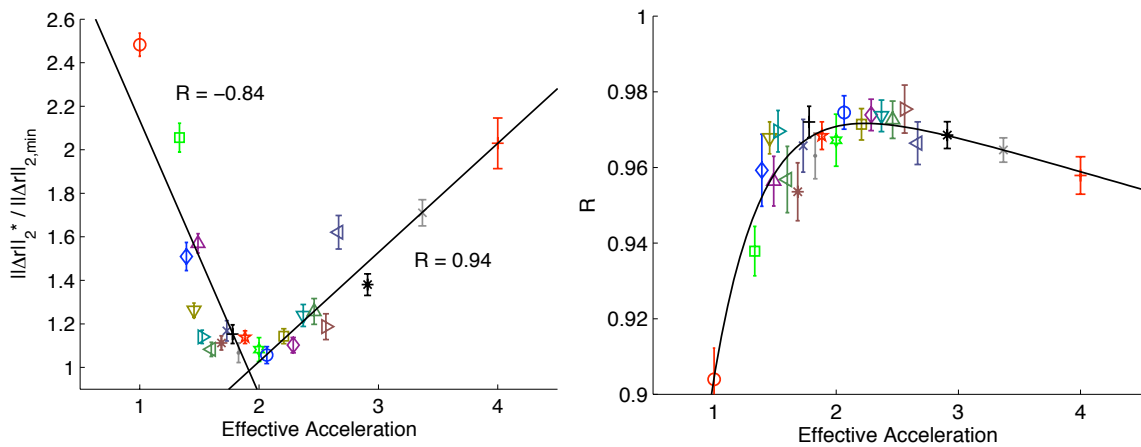 2.6
2.4
2.2
2
1.8
1.6
1.4
1.2
1
||Δr||₂* / ||Δr||₂,min
R = −0.84
R = 0.94
1 2 3 4
Effective Acceleration
1
0.98
0.96
0.94
0.92
0.9
R
1 2 3 4
Effective Acceleration